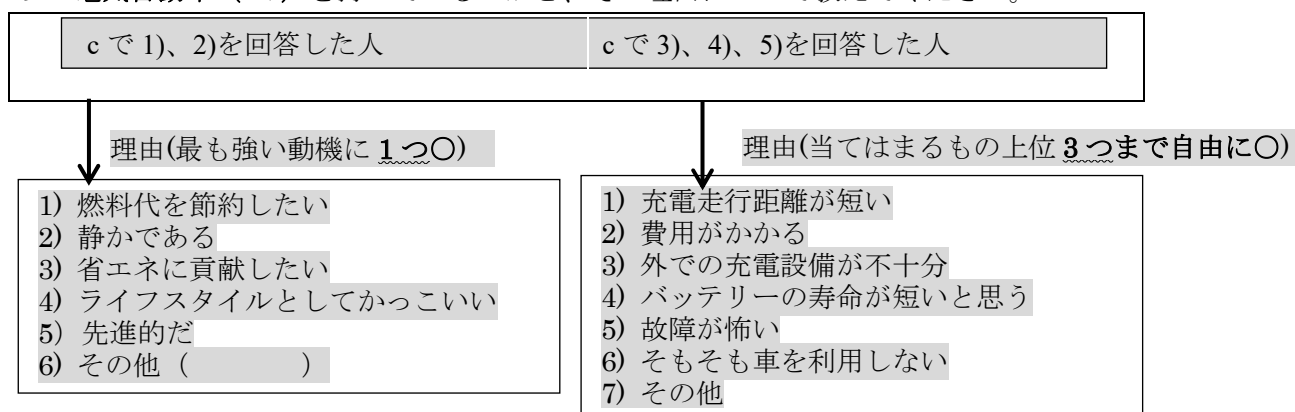 c で 1)、2)を回答した人
c で 3)、4)、5)を回答した人
理由(最も強い動機に 1 つ〇)
1) 燃料代を節約したい
2) 静かである
3) 省エネに貢献したい
4) ライフスタイルとしてかっこいい
5) 先進的だ
6) その他（　　　　）
理由(当てはまるもの上位 3 つまで自由に〇)
1) 充電走行距離が短い
2) 費用がかかる
3) 外での充電設備が不十分
4) バッテリーの寿命が短いと思う
5) 故障が怖い
6) そもそも車を利用しない
7) その他